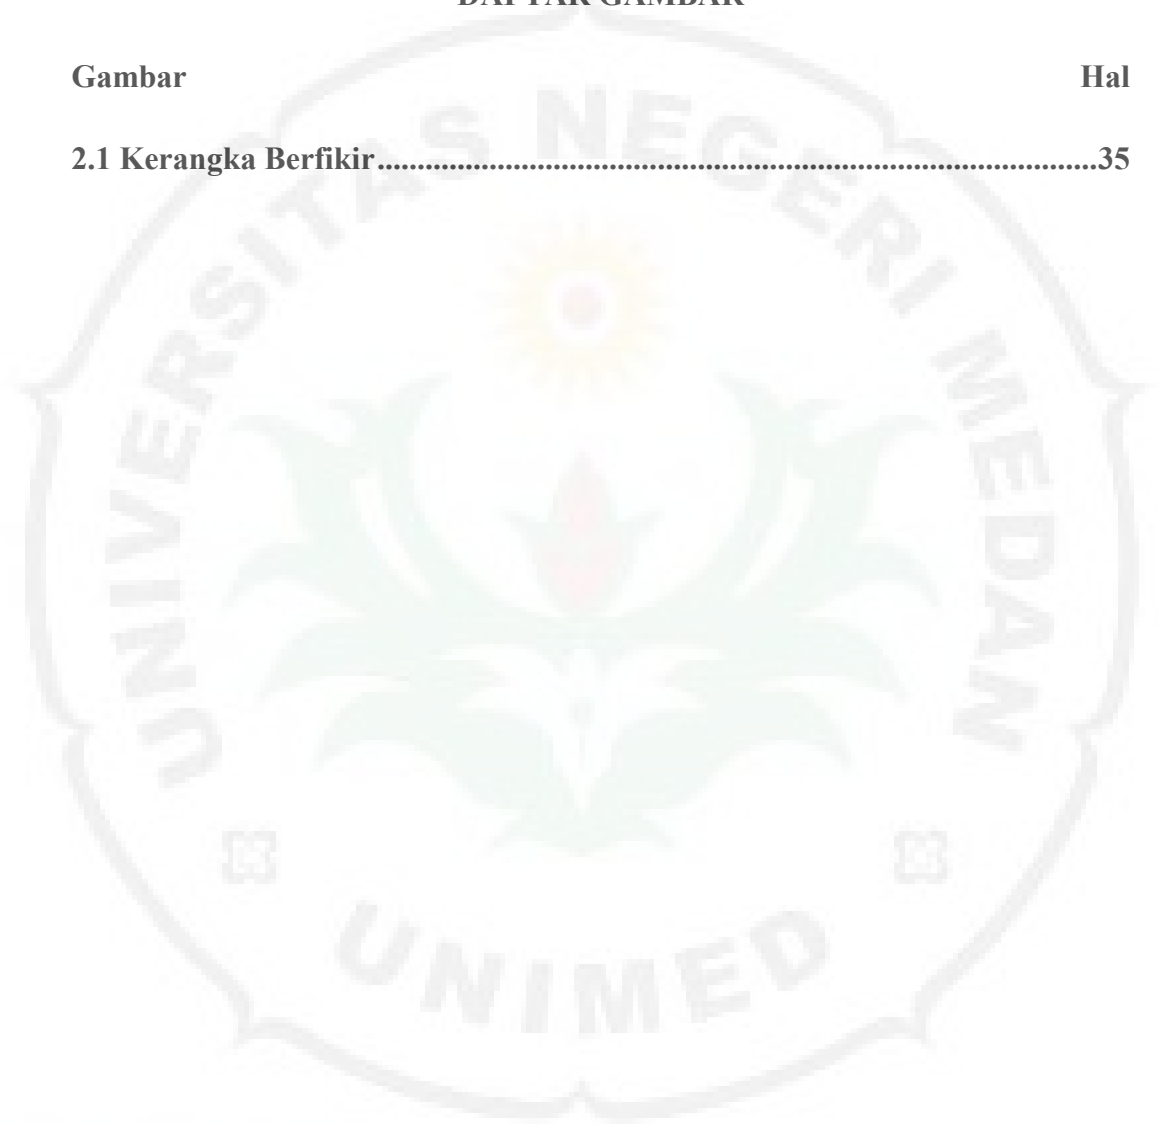 DAFTAR GAMBAR
Gambar Hal
2.1 Kerangka Berfikir..........................................................................................35
UNIVERSITAS NEGERI MEDAN
UNIMED